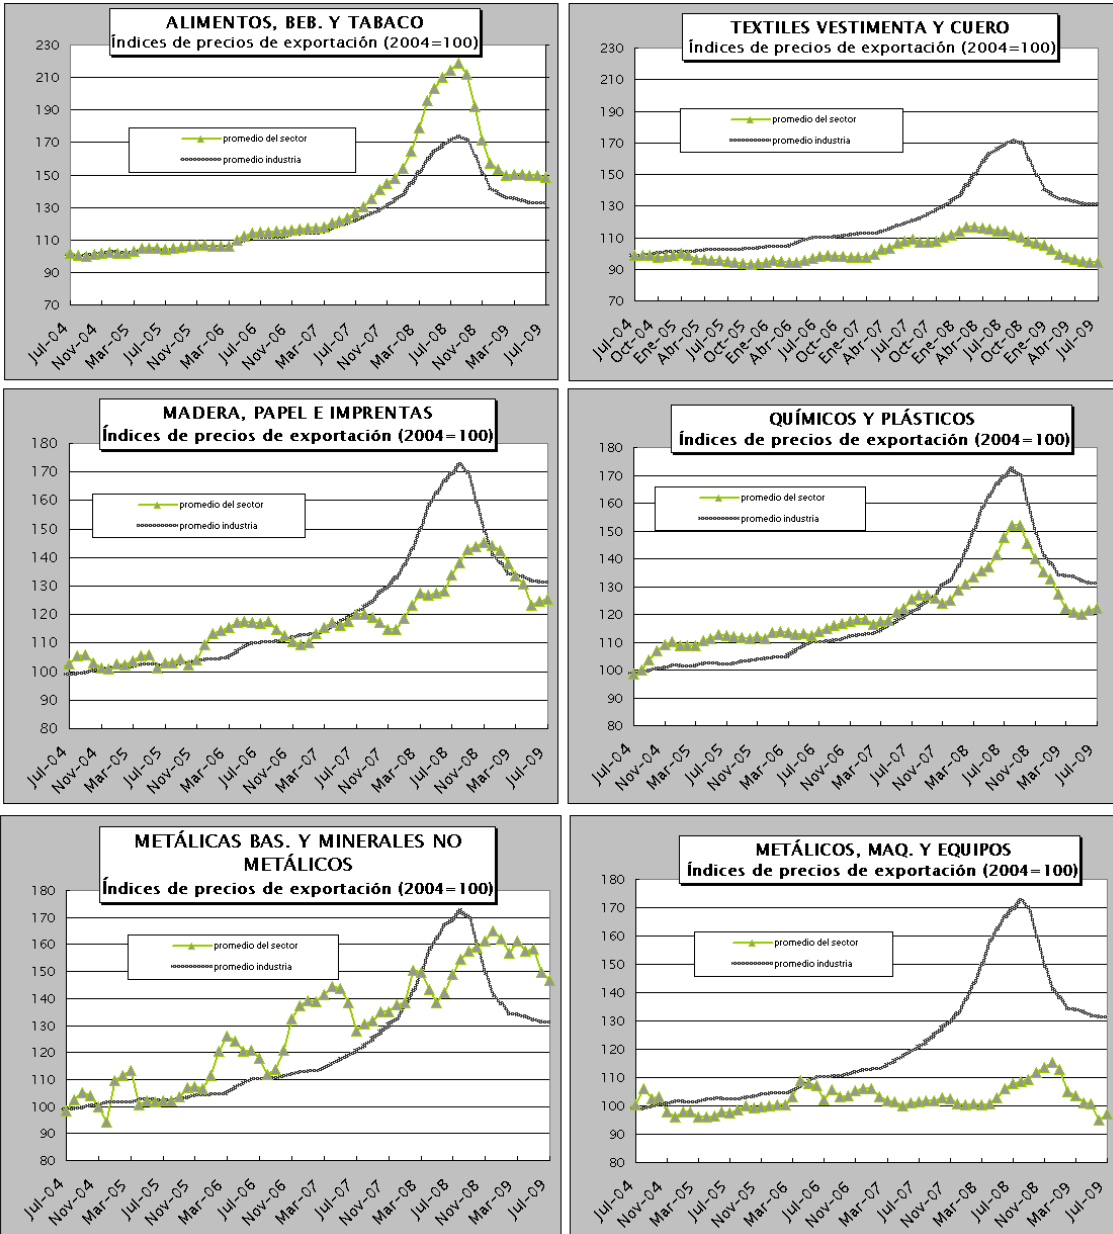 ALIMENTOS, BEB. Y TABACO
Índices de precios de exportación (2004=100)
230
210
190
170
150
130
110
90
70
promedio del sector
promedio industria
Jul-04
Nov-04
Mar-05
Jul-05
Nov-05
Mar-06
Jul-06
Nov-06
Mar-07
Jul-07
Nov-07
Mar-08
Jul-08
Nov-08
Mar-09
Jul-09
TEXTILES VESTIMENTA Y CUERO
Índices de precios de exportación (2004=100)
230
210
190
170
150
130
110
90
70
promedio del sector
promedio industria
Jul-04
Oct-04
Ene-05
Abr-05
Jul-05
Oct-05
Ene-06
Abr-06
Jul-06
Oct-06
Ene-07
Abr-07
Jul-07
Oct-07
Ene-08
Abr-08
Jul-08
Oct-08
Ene-09
Abr-09
Jul-09
MADERA, PAPEL E IMPRENTAS
Índices de precios de exportación (2004=100)
180
170
160
150
140
130
120
110
100
90
80
promedio del sector
promedio industria
Jul-04
Nov-04
Mar-05
Jul-05
Nov-05
Mar-06
Jul-06
Nov-06
Mar-07
Jul-07
Nov-07
Mar-08
Jul-08
Nov-08
Mar-09
Jul-09
QUÍMICOS Y PLÁSTICOS
Índices de precios de exportación (2004=100)
180
170
160
150
140
130
120
110
100
90
80
promedio del sector
promedio industria
Jul-04
Nov-04
Mar-05
Jul-05
Nov-05
Mar-06
Jul-06
Nov-06
Mar-07
Jul-07
Nov-07
Mar-08
Jul-08
Nov-08
Mar-09
Jul-09
METÁLICAS BAS. Y MINERALES NO
METÁLICOS
Índices de precios de exportación (2004=100)
180
170
160
150
140
130
120
110
100
90
80
promedio del sector
promedio industria
Jul-04
Nov-04
Mar-05
Jul-05
Nov-05
Mar-06
Jul-06
Nov-06
Mar-07
Jul-07
Nov-07
Mar-08
Jul-08
Nov-08
Mar-09
Jul-09
METÁLICOS, MAQ. Y EQUIPOS
Índices de precios de exportación (2004=100)
180
170
160
150
140
130
120
110
100
90
80
promedio del sector
promedio industria
Jul-04
Nov-04
Mar-05
Jul-05
Nov-05
Mar-06
Jul-06
Nov-06
Mar-07
Jul-07
Nov-07
Mar-08
Jul-08
Nov-08
Mar-09
Jul-09